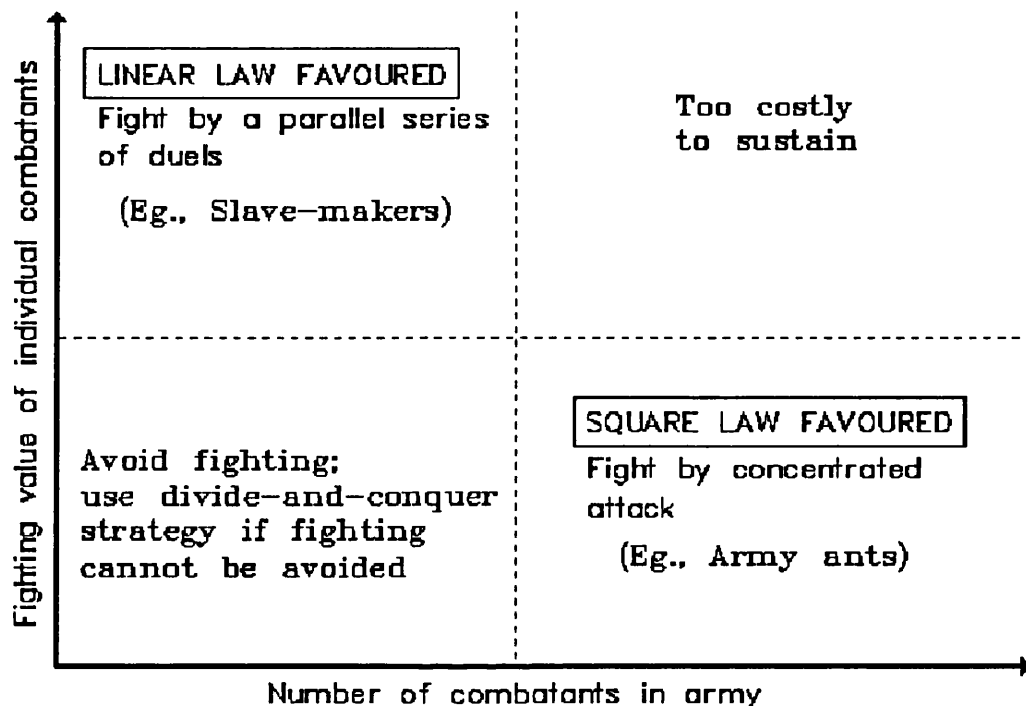 Fighting value of individual combatants
LINEAR LAW FAVOURED
Fight by a parallel series
of duels
(Eg., Slave-makers)
Too costly
to sustain
Avoid fighting;
use divide-and-conquer
strategy if fighting
cannot be avoided
SQUARE LAW FAVOURED
Fight by concentrated
attack
(Eg., Army ants)
Number of combatants in army